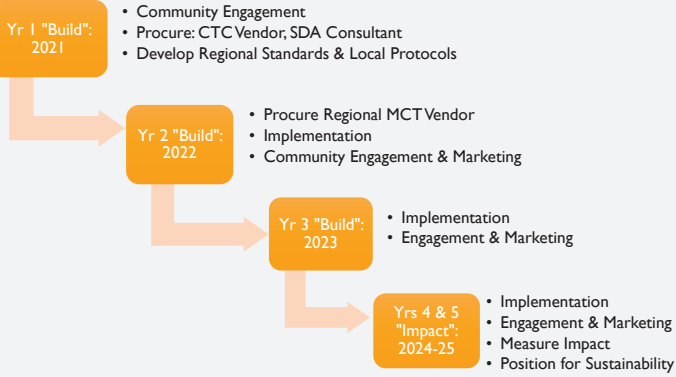 Yr 1 "Build":
2021
• Community Engagement
• Procure: CTC Vendor, SDA Consultant
• Develop Regional Standards & Local Protocols
Yr 2 "Build":
2022
• Procure Regional MCT Vendor
• Implementation
• Community Engagement & Marketing
Yr 3 "Build":
2023
• Implementation
• Engagement & Marketing
Yrs 4 & 5
"Impact":
2024-25
• Implementation
• Engagement & Marketing
• Measure Impact
• Position for Sustainability